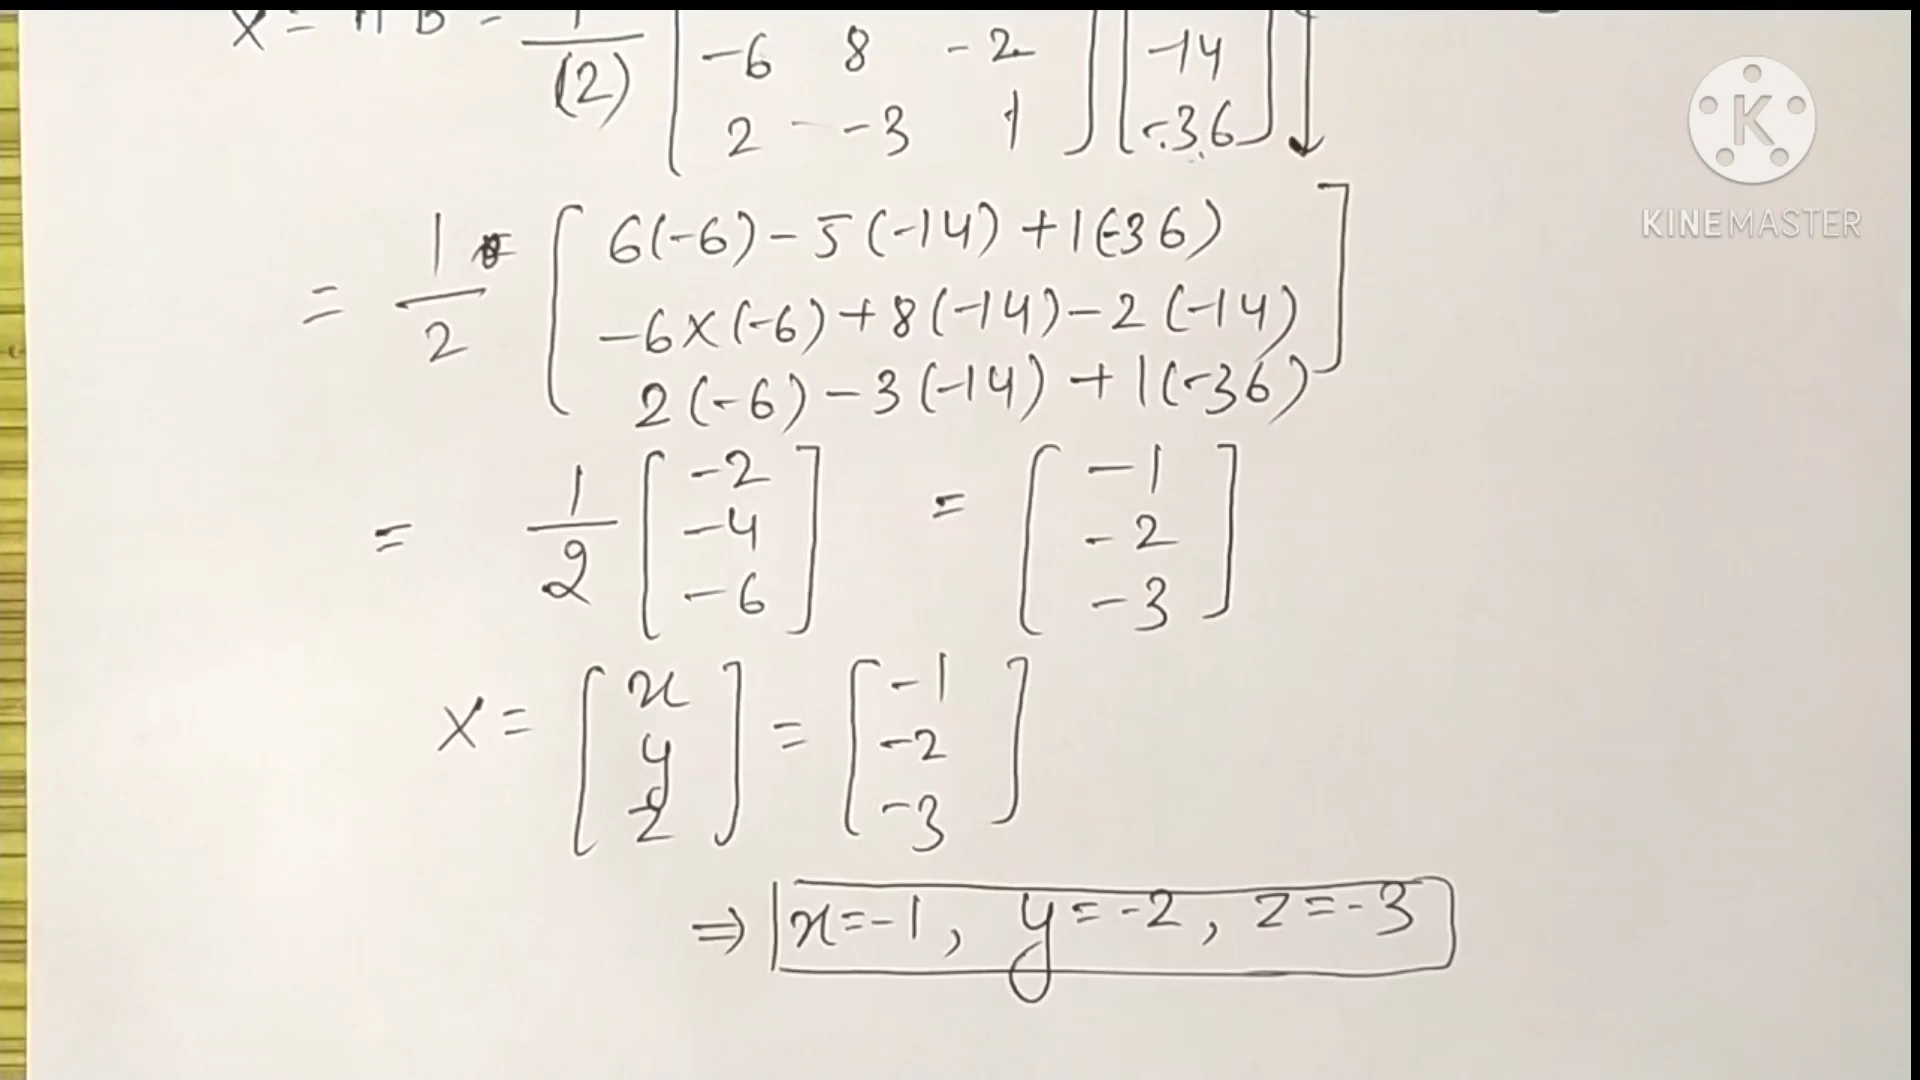 X = A B = 1/(2) [ -6 8 -2 ] [ -14 ]
2 -3 1 -36
= 1/2 [ 6(-6) - 5(-14) + 1(-36) ]
-6×(-6) + 8(-14) - 2(-14)
2(-6) - 3(-14) + 1(-36)
= 1/2 [ -2 -4 -6 ] = [ -1 -2 -3 ]
X = [ x y z ] = [ -1 -2 -3 ]
⇒ x=-1, y=-2, z=-3
K
KINEMASTER